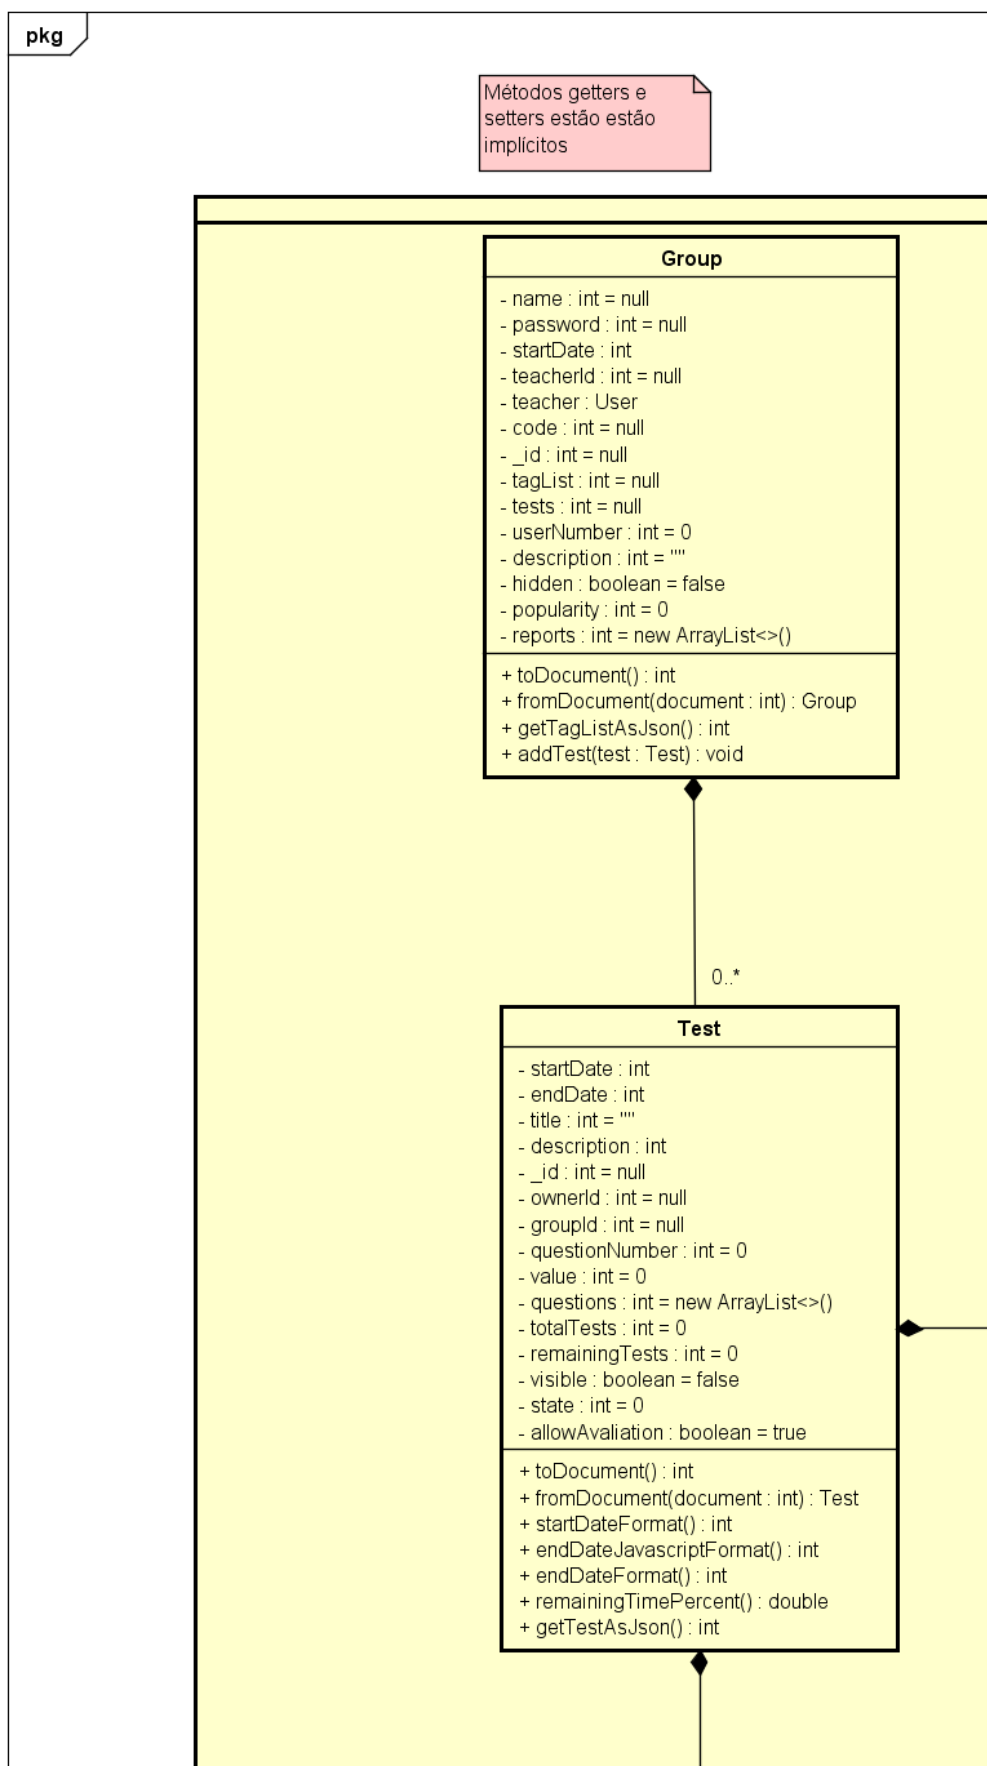 pkg
Métodos getters e
setters estão estão
implícitos
Group
- name : int = null
- password : int = null
- startDate : int
- teacherId : int = null
- teacher : User
- code : int = null
- _id : int = null
- tagList : int = null
- tests : int = null
- userNumber : int = 0
- description : int = ""
- hidden : boolean = false
- popularity : int = 0
- reports : int = new ArrayList<>()
+ toDocument() : int
+ fromDocument(document : int) : Group
+ getTagListAsJson() : int
+ addTest(test : Test) : void
0..*
Test
- startDate : int
- endDate : int
- title : int = ""
- description : int
- _id : int = null
- ownerId : int = null
- groupId : int = null
- questionNumber : int = 0
- value : int = 0
- questions : int = new ArrayList<>()
- totalTests : int = 0
- remainingTests : int = 0
- visible : boolean = false
- state : int = 0
- allowAvaliation : boolean = true
+ toDocument() : int
+ fromDocument(document : int) : Test
+ startDateFormat() : int
+ endDateJavascriptFormat() : int
+ endDateFormat() : int
+ remainingTimePercent() : double
+ getTestAsJson() : int